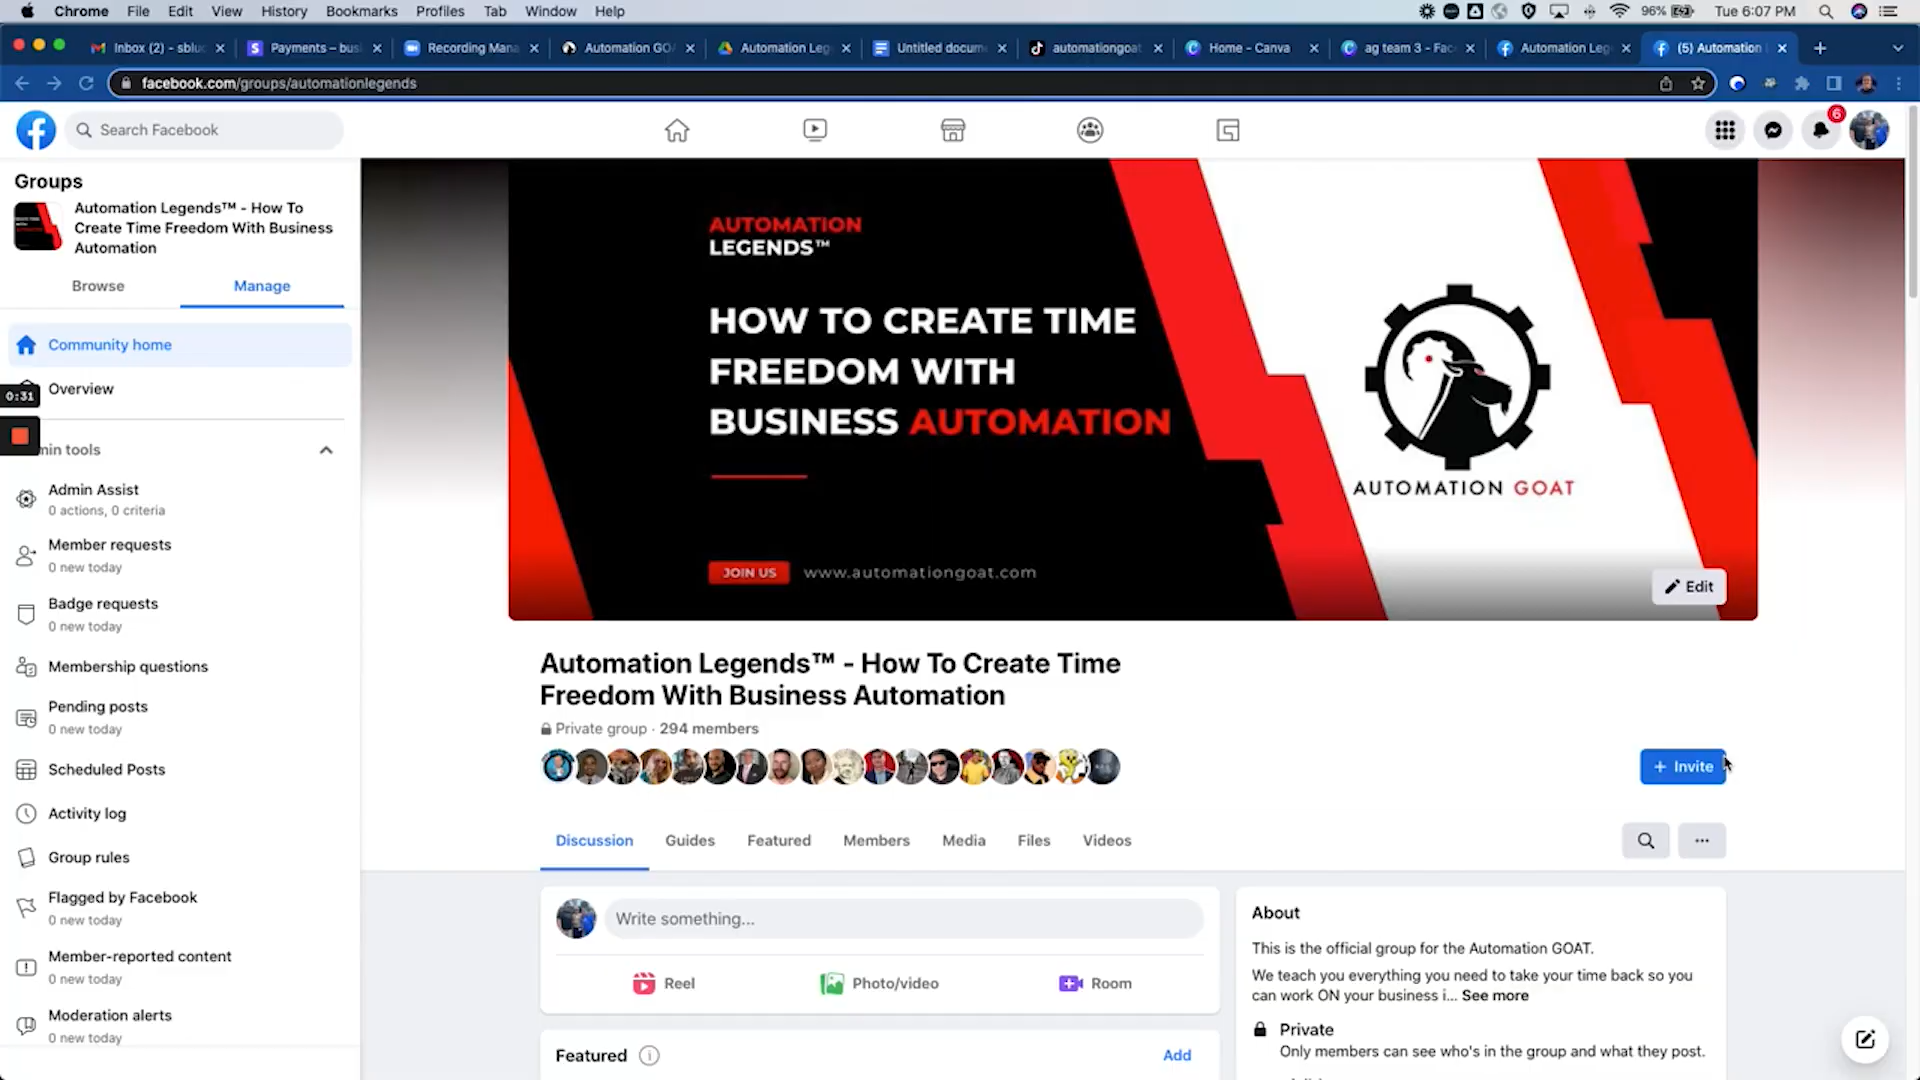 Chrome File Edit View History Bookmarks Profiles Tab Window Help
96% Tue 6:07 PM
Inbox (2) - sbluc Payments – busi Recording Mana Automation GOA Automation Leg Untitled docume automationgoat Home - Canva ag team 3 - Fac Automation Leg (5) Automation
facebook.com/groups/automationlegends
Search Facebook
6
Groups
Automation Legends™ - How To
Create Time Freedom With Business
Automation
Browse Manage
Community home
Overview
0:31
min tools
Admin Assist
0 actions, 0 criteria
Member requests
0 new today
Badge requests
0 new today
Membership questions
Pending posts
0 new today
Scheduled Posts
Activity log
Group rules
Flagged by Facebook
0 new today
Member-reported content
0 new today
Moderation alerts
0 new today
AUTOMATION
LEGENDS™
HOW TO CREATE TIME
FREEDOM WITH
BUSINESS AUTOMATION
JOIN US www.automationgoat.com
AUTOMATION GOAT
Edit
Automation Legends™ - How To Create Time
Freedom With Business Automation
Private group · 294 members
+ Invite
Discussion Guides Featured Members Media Files Videos
Write something...
Reel Photo/video Room
Featured Add
About
This is the official group for the Automation GOAT.
We teach you everything you need to take your time back so you
can work ON your business i... See more
Private
Only members can see who's in the group and what they post.